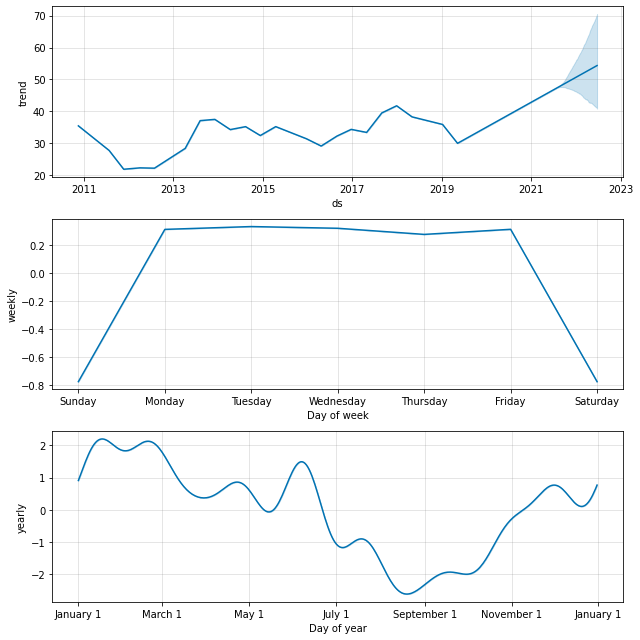 70
60
50
40
30
20
trend
2011 2013 2015 2017 2019 2021 2023
ds
0.2
0.0
−0.2
−0.4
−0.6
−0.8
weekly
Sunday Monday Tuesday Wednesday Thursday Friday Saturday
Day of week
2
1
0
−1
−2
yearly
January 1 March 1 May 1 July 1 September 1 November 1 January 1
Day of year